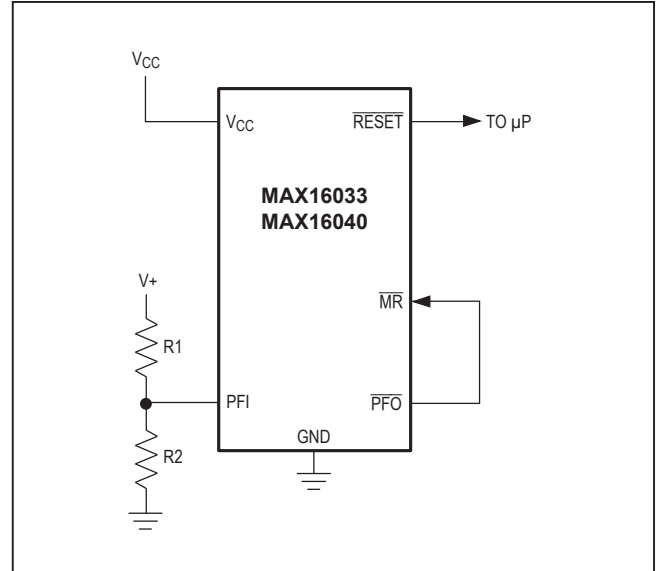 VCC
VCC
RESET
TO µP
MAX16033
MAX16040
V+
R1
MR
PFI
PFO
R2
GND